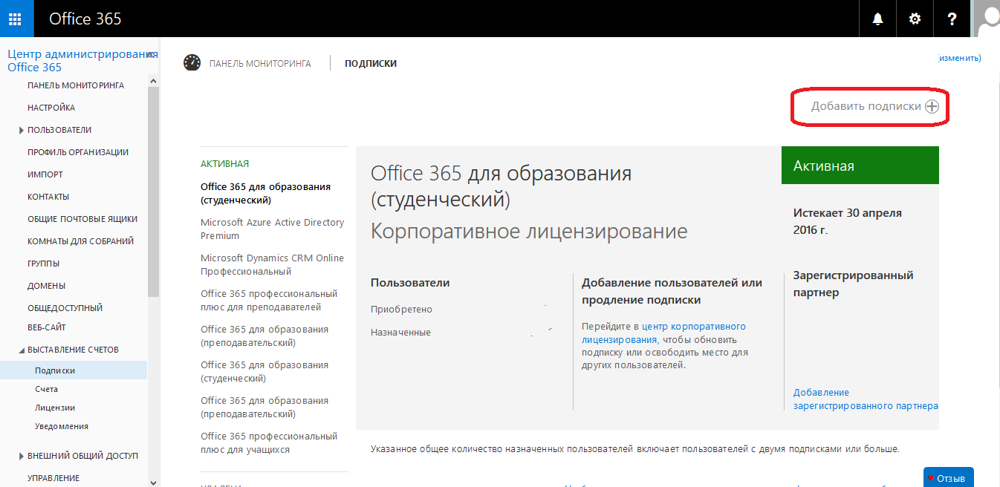 Office 365
?
Центр администрирования
Office 365
ПАНЕЛЬ МОНИТОРИНГА
НАСТРОЙКА
ПОЛЬЗОВАТЕЛИ
ПРОФИЛЬ ОРГАНИЗАЦИИ
ИМПОРТ
КОНТАКТЫ
ОБЩИЕ ПОЧТОВЫЕ ЯЩИКИ
КОМНАТЫ ДЛЯ СОБРАНИЙ
ГРУППЫ
ДОМЕНЫ
ОБЩЕДОСТУПНЫЙ
ВЕБ-САЙТ
ВЫСТАВЛЕНИЕ СЧЕТОВ
Подписки
Счета
Лицензии
Уведомления
ВНЕШНИЙ ОБЩИЙ ДОСТУП
УПРАВЛЕНИЕ
ПАНЕЛЬ МОНИТОРИНГА
ПОДПИСКИ
изменить)
Добавить подписки
АКТИВНАЯ
Office 365 для образования
(студенческий)
Microsoft Azure Active Directory
Premium
Microsoft Dynamics CRM Online
Профессиональный
Office 365 профессиональный
плюс для преподавателей
Office 365 для образования
(преподавательский)
Office 365 для образования
(студенческий)
Office 365 для образования
(преподавательский)
Office 365 профессиональный
плюс для учащихся
Office 365 для образования
(студенческий)
Корпоративное лицензирование
Пользователи
Приобретено
Назначенные
Добавление пользователей или
продление подписки
Перейдите в центр корпоративного
лицензирования, чтобы обновить
подписку или освободить место для
других пользователей.
Активная
Истекает 30 апреля
2016 г.
Зарегистрированный
партнер
Добавление
зарегистрированного партнера
Указанное общее количество назначенных пользователей включает пользователей с двумя подписками или больше.
Отзыв